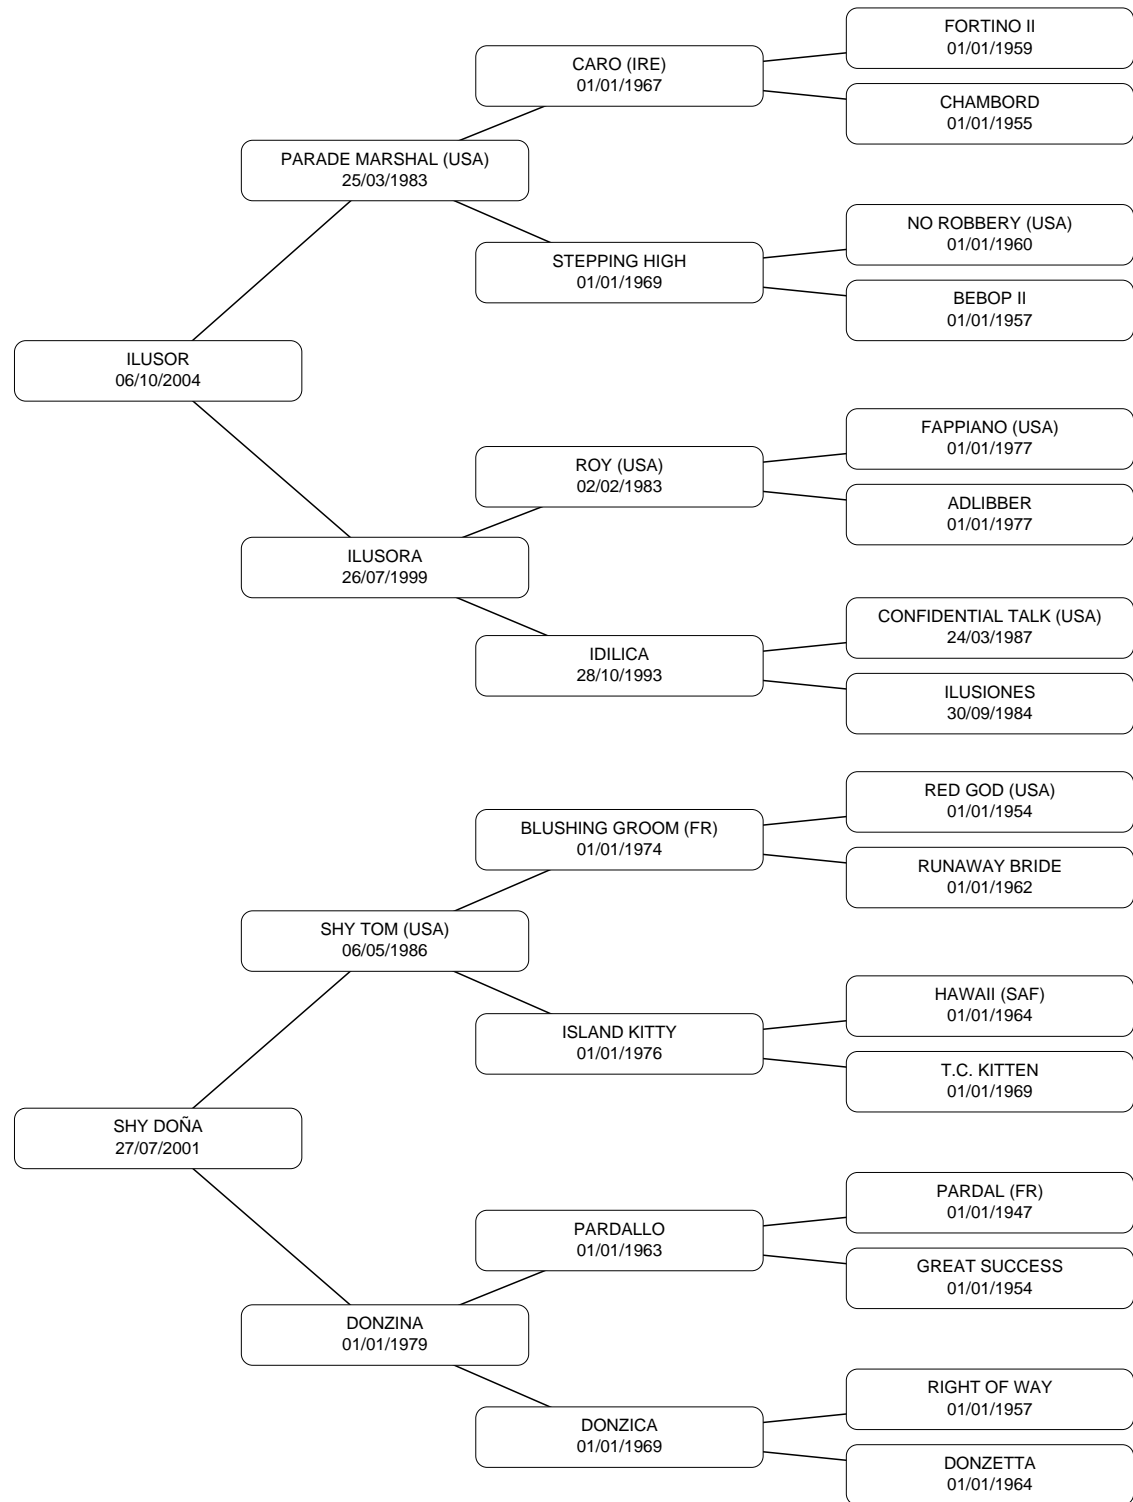 FORTINO II
01/01/1959
CARO (IRE)
01/01/1967
CHAMBORD
01/01/1955
PARADE MARSHAL (USA)
25/03/1983
NO ROBBERY (USA)
01/01/1960
STEPPING HIGH
01/01/1969
BEBOP II
01/01/1957
ILUSOR
06/10/2004
FAPPIANO (USA)
01/01/1977
ROY (USA)
02/02/1983
ADLIBBER
01/01/1977
ILUSORA
26/07/1999
CONFIDENTIAL TALK (USA)
24/03/1987
IDILICA
28/10/1993
ILUSIONES
30/09/1984
RED GOD (USA)
01/01/1954
BLUSHING GROOM (FR)
01/01/1974
RUNAWAY BRIDE
01/01/1962
SHY TOM (USA)
06/05/1986
HAWAII (SAF)
01/01/1964
ISLAND KITTY
01/01/1976
T.C. KITTEN
01/01/1969
SHY DOÑA
27/07/2001
PARDAL (FR)
01/01/1947
PARDALLO
01/01/1963
GREAT SUCCESS
01/01/1954
DONZINA
01/01/1979
RIGHT OF WAY
01/01/1957
DONZICA
01/01/1969
DONZETTA
01/01/1964